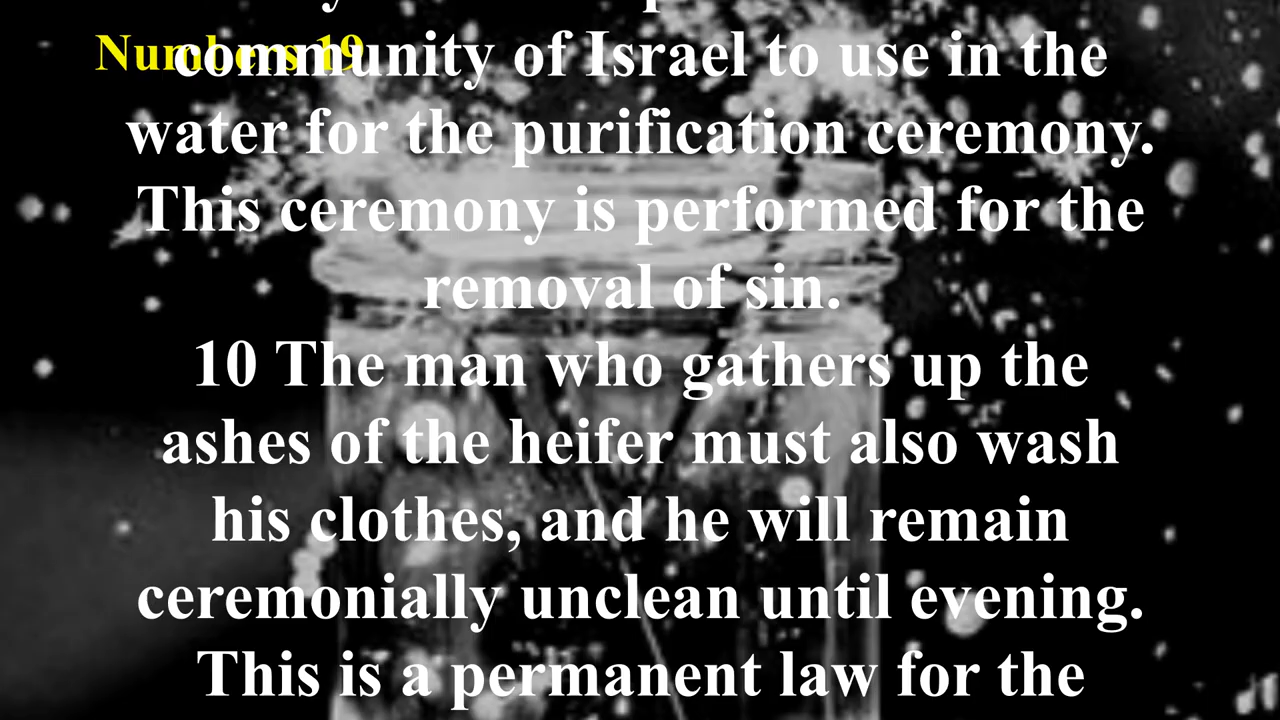 Numbers 19
community of Israel to use in the
water for the purification ceremony.
This ceremony is performed for the
removal of sin.
10 The man who gathers up the
ashes of the heifer must also wash
his clothes, and he will remain
ceremonially unclean until evening.
This is a permanent law for the